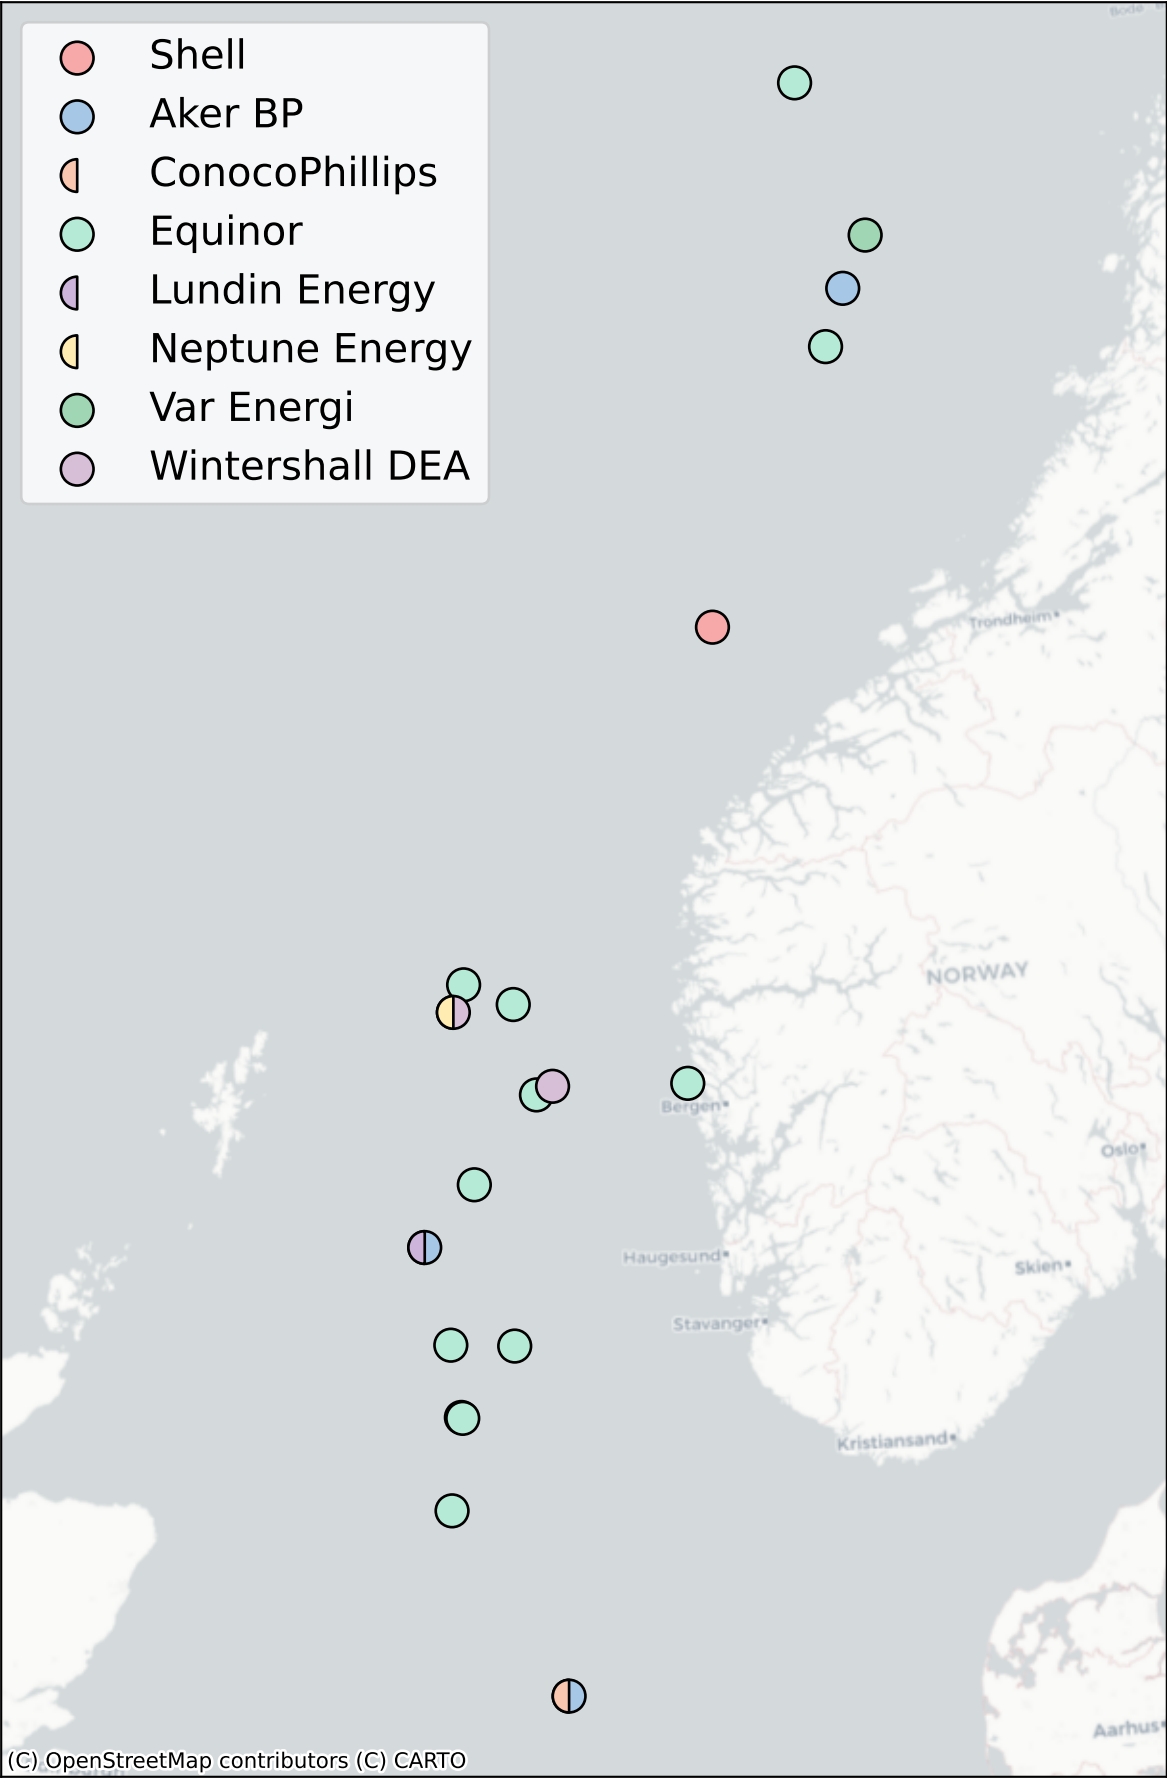 Bodø
Shell
Aker BP
ConocoPhillips
Equinor
Lundin Energy
Neptune Energy
Var Energi
Wintershall DEA
Trondheim
NORWAY
Bergen
Oslo
Haugesund
Skien
Stavanger
Kristiansand
Aarhus
(C) OpenStreetMap contributors (C) CARTO